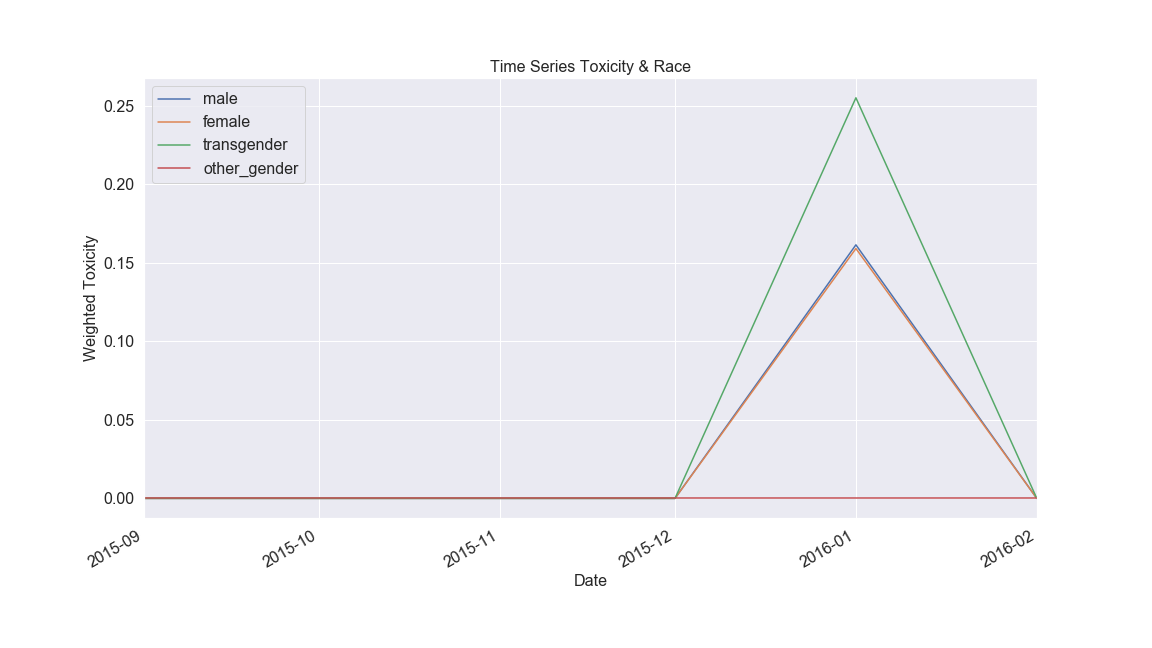 Time Series Toxicity & Race
male
female
transgender
other_gender
Weighted Toxicity
0.25
0.20
0.15
0.10
0.05
0.00
2015-09
2015-10
2015-11
2015-12
2016-01
2016-02
Date